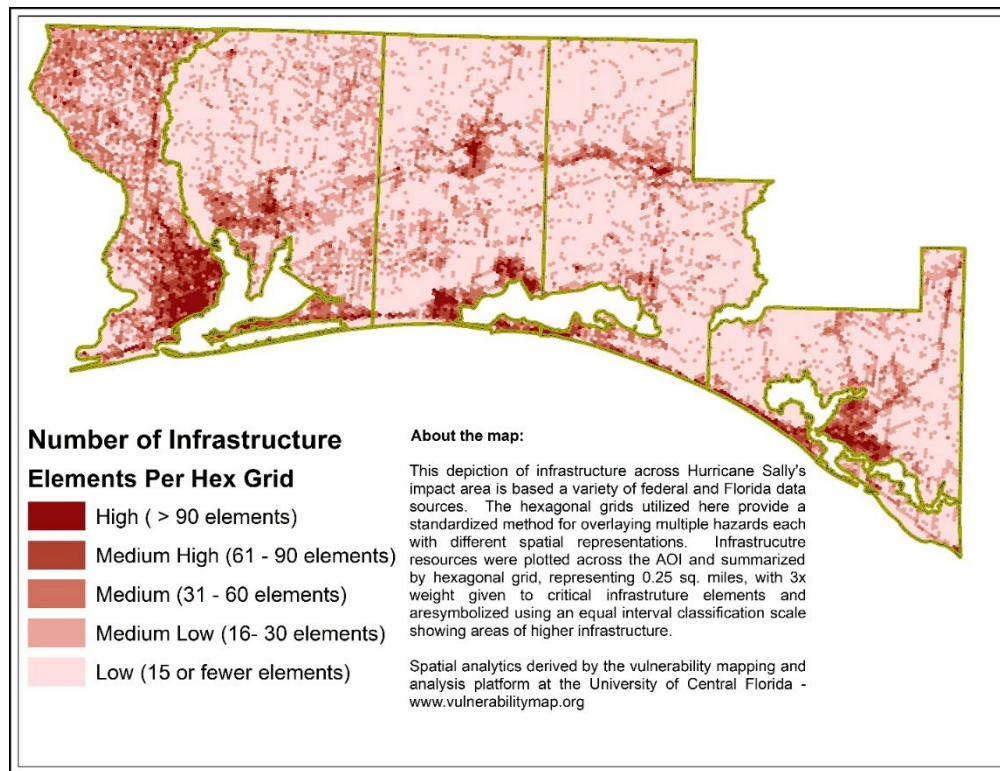 Number of Infrastructure
Elements Per Hex Grid
High ( > 90 elements)
Medium High (61 - 90 elements)
Medium (31 - 60 elements)
Medium Low (16- 30 elements)
Low (15 or fewer elements)
About the map:
This depiction of infrastructure across Hurricane Sally's
impact area is based a variety of federal and Florida data
sources. The hexagonal grids utilized here provide a
standardized method for overlaying multiple hazards each
with different spatial representations. Infrastrucutre
resources were plotted across the AOI and summarized
by hexagonal grid, representing 0.25 sq. miles, with 3x
weight given to critical infrastruture elements and
aresymbolized using an equal interval classification scale
showing areas of higher infrastructure.
Spatial analytics derived by the vulnerability mapping and
analysis platform at the University of Central Florida -
www.vulnerabilitymap.org